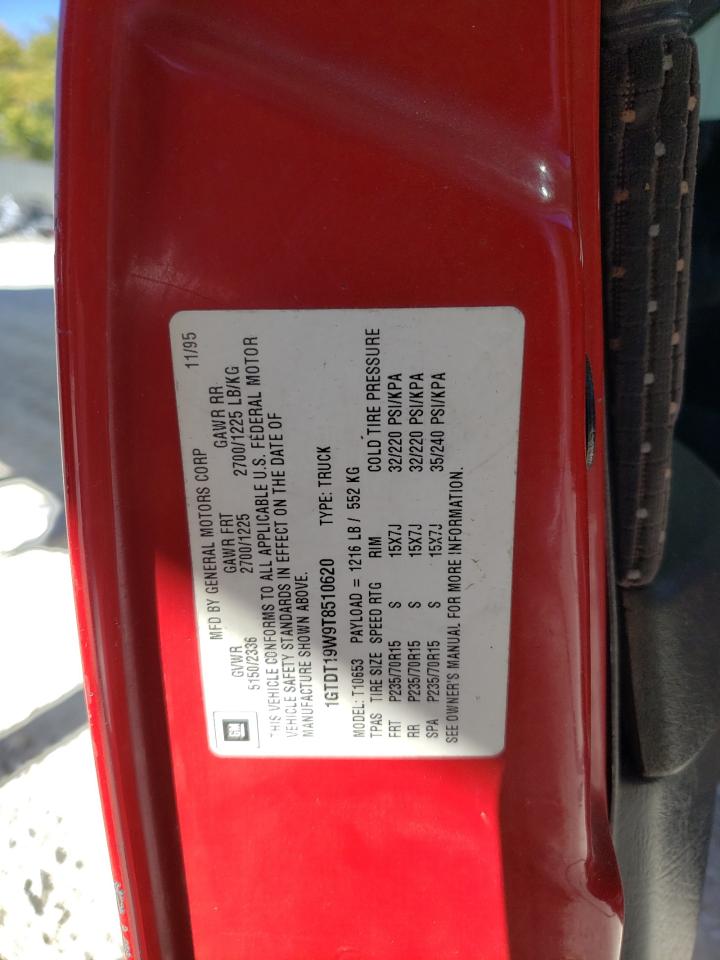 MFD BY GENERAL MOTORS CORP 11/95
GVWR GAWR FRT GAWR RR
5150/2336 2700/1225 2700/1225 LB/KG
GM
THIS VEHICLE CONFORMS TO ALL APPLICABLE U.S. FEDERAL MOTOR
VEHICLE SAFETY STANDARDS IN EFFECT ON THE DATE OF
MANUFACTURE SHOWN ABOVE.
1GTDT19W9T8510620 TYPE: TRUCK
MODEL: T10653 PAYLOAD = 1216 LB / 552 KG
TPAS TIRE SIZE SPEED RTG RIM COLD TIRE PRESSURE
FRT P235/70R15 S 15X7J 32/220 PSI/KPA
RR P235/70R15 S 15X7J 32/220 PSI/KPA
SPA P235/70R15 S 15X7J 35/240 PSI/KPA
SEE OWNER'S MANUAL FOR MORE INFORMATION.